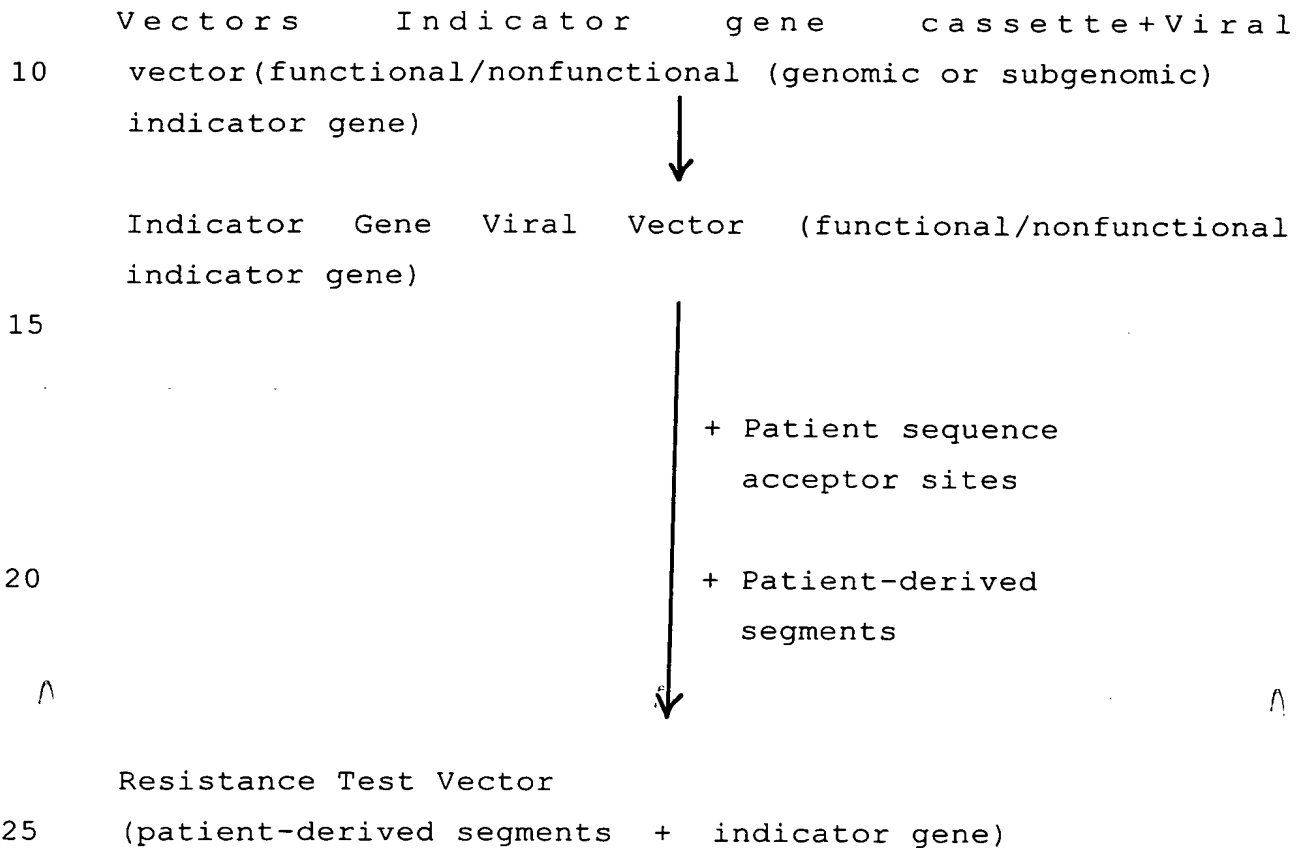 Vectors Indicator gene cassette+Viral
10 vector(functional/nonfunctional (genomic or subgenomic)
indicator gene)
Indicator Gene Viral Vector (functional/nonfunctional
indicator gene)
15
+ Patient sequence
acceptor sites
20 + Patient-derived
segments
Resistance Test Vector
25 (patient-derived segments + indicator gene)